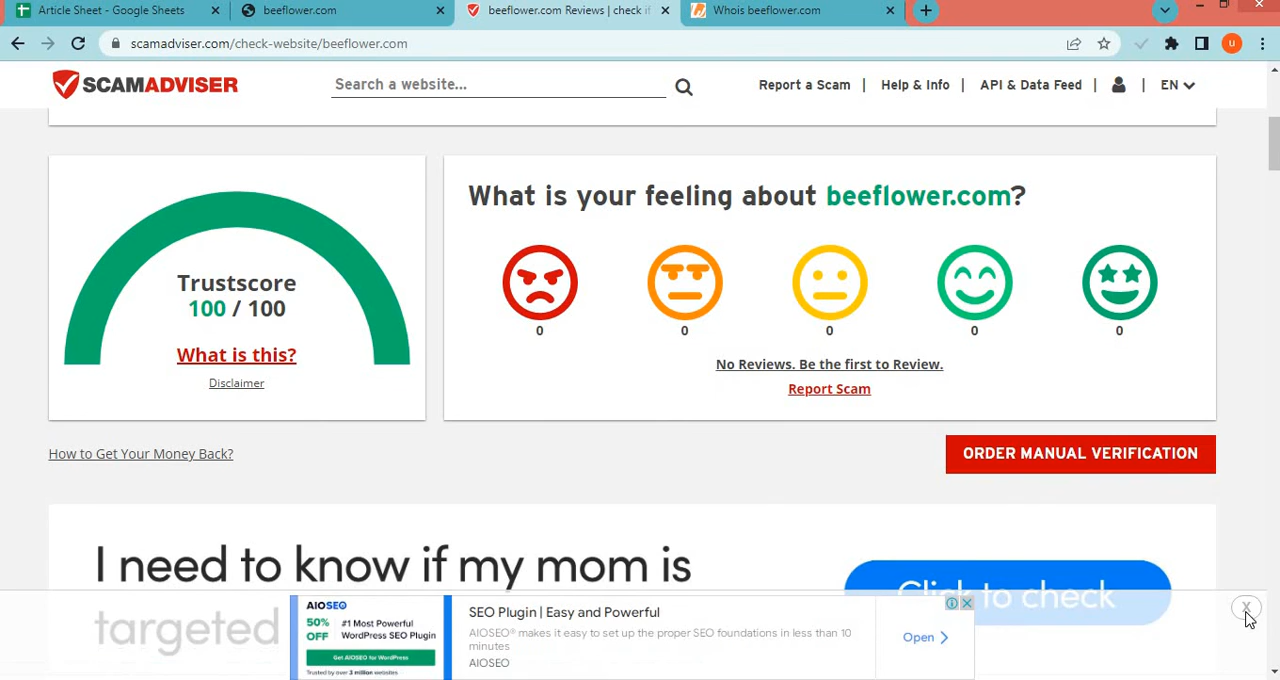 Article Sheet - Google Sheets
beeflower.com
beeflower.com Reviews | check if
Whois beeflower.com
scamadviser.com/check-website/beeflower.com
U
SCAMADVISER
Search a website...
Report a Scam | Help & Info | API & Data Feed | | EN
Trustscore
100 / 100
What is this?
Disclaimer
What is your feeling about beeflower.com?
0 0 0 0 0
No Reviews. Be the first to Review.
Report Scam
How to Get Your Money Back?
ORDER MANUAL VERIFICATION
I need to know if my mom is
targeted
Click to check
AIOSEO
50% OFF
#1 Most Powerful
WordPress SEO Plugin
Get AIOSEO for WordPress
Trusted by over 3 million websites
SEO Plugin | Easy and Powerful
AIOSEO® makes it easy to set up the proper SEO foundations in less than 10
minutes
AIOSEO
Open
X